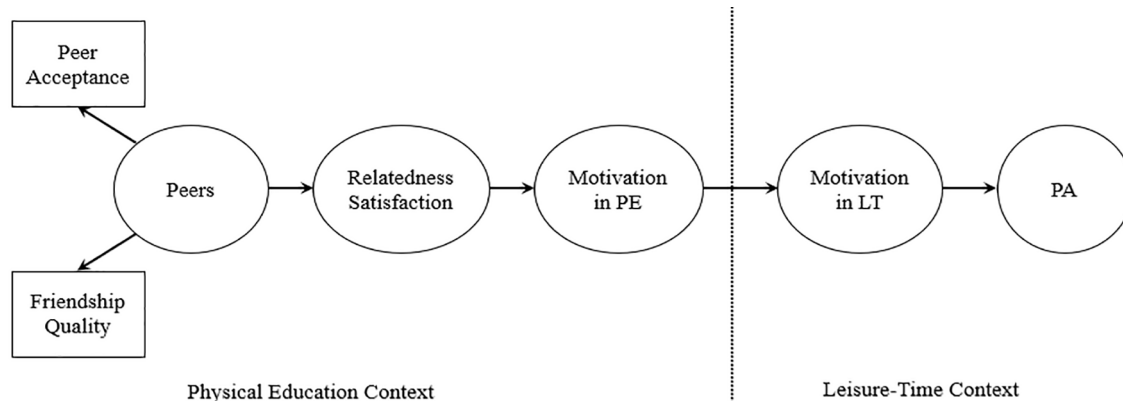 Peer
Acceptance
Peers
Relatedness
Satisfaction
Motivation
in PE
Motivation
in LT
PA
Friendship
Quality
Physical Education Context
Leisure-Time Context